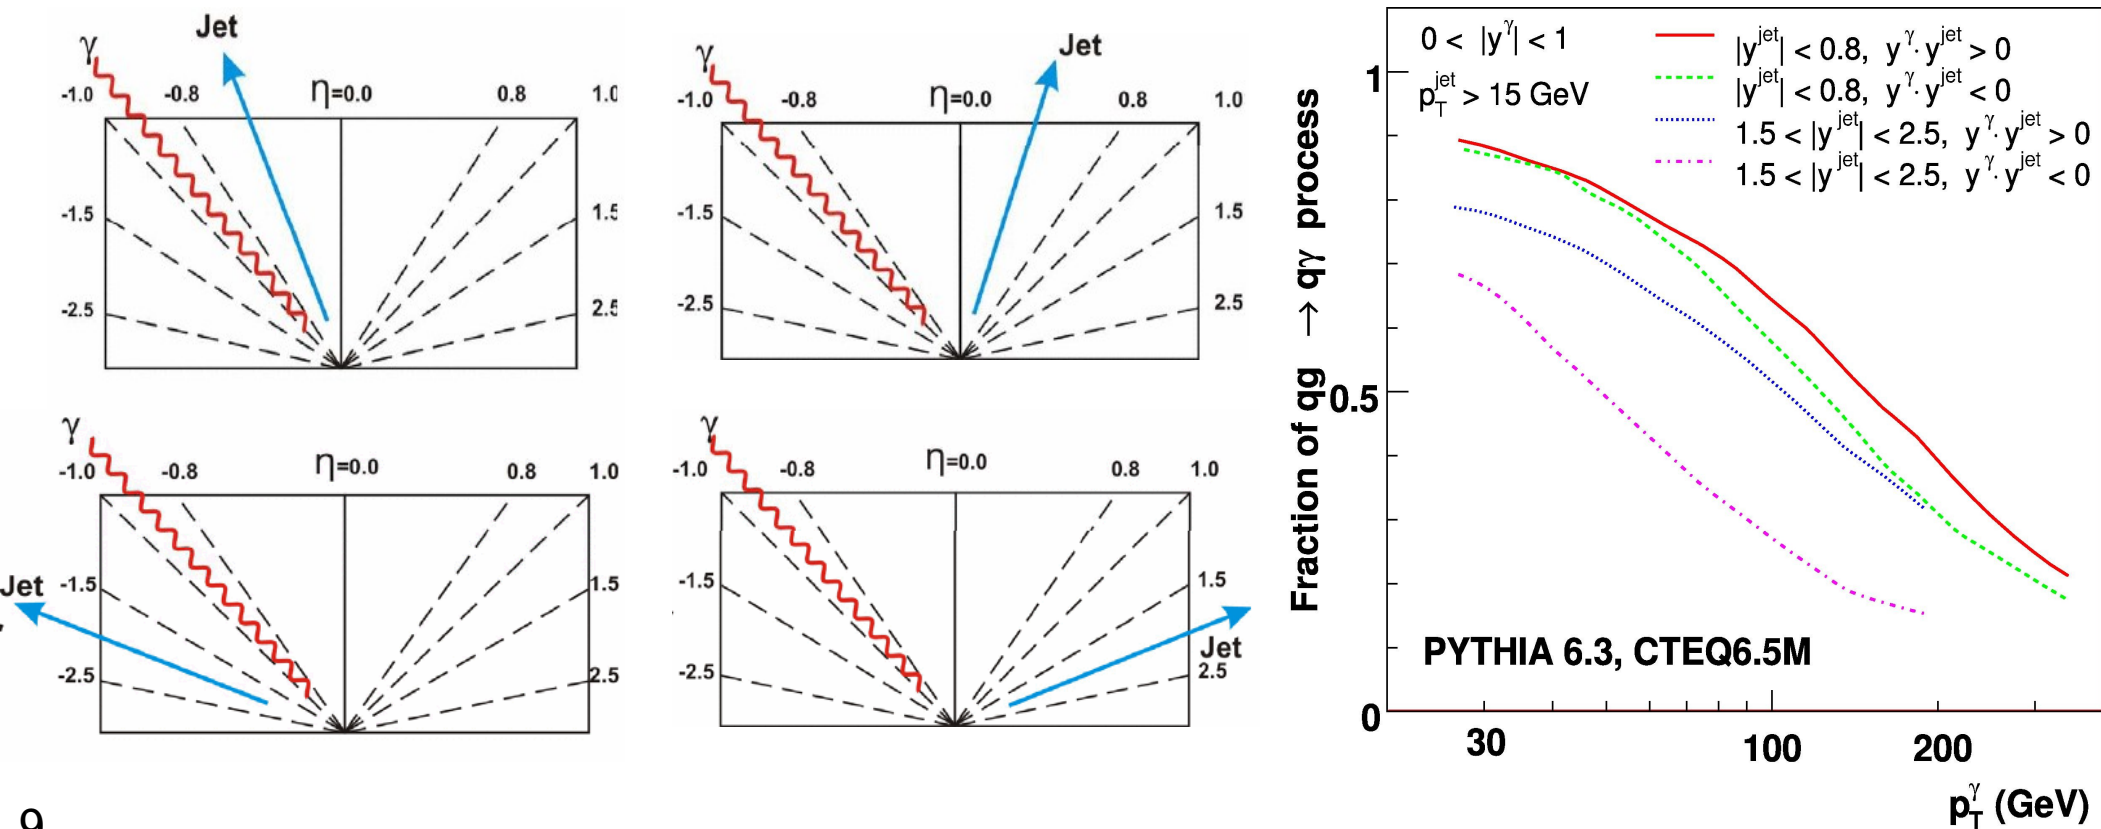 Jet
γ
-1.0 -0.8 η=0.0 0.8 1.0
-1.5 1.5
-2.5 2.5
Jet
γ
-1.0 -0.8 η=0.0 0.8 1.0
-1.5 1.5
-2.5 2.5
γ
-1.0 -0.8 η=0.0 0.8 1.0
Jet -1.5 1.5
-2.5 2.5
γ
-1.0 -0.8 η=0.0 0.8 1.0
-1.5 1.5
Jet
-2.5 2.5
Fraction of qg → qγ process
0 < |y^γ| < 1
p_T^jet > 15 GeV
|y^jet| < 0.8, y^γ·y^jet > 0
|y^jet| < 0.8, y^γ·y^jet < 0
1.5 < |y^jet| < 2.5, y^γ·y^jet > 0
1.5 < |y^jet| < 2.5, y^γ·y^jet < 0
1
0.5
0
PYTHIA 6.3, CTEQ6.5M
30 100 200
p_T^γ (GeV)
9